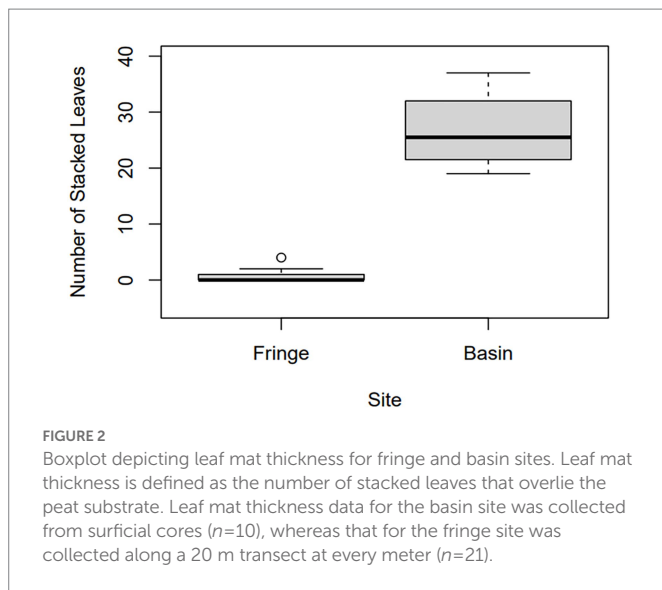 Number of Stacked Leaves
40
30
20
10
0
Fringe
Basin
Site
FIGURE 2
Boxplot depicting leaf mat thickness for fringe and basin sites. Leaf mat
thickness is defined as the number of stacked leaves that overlie the
peat substrate. Leaf mat thickness data for the basin site was collected
from surficial cores (n=10), whereas that for the fringe site was
collected along a 20 m transect at every meter (n=21).